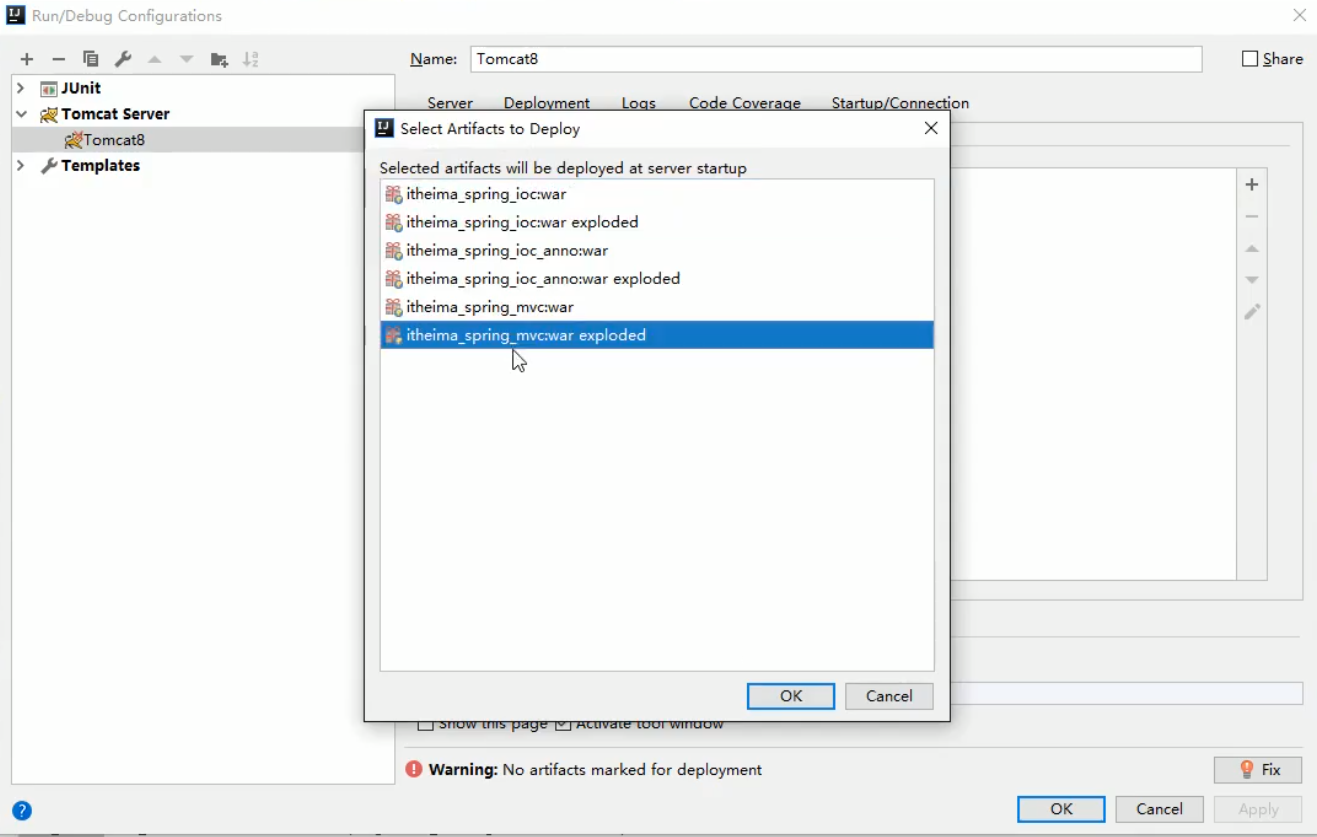 Run/Debug Configurations
Name: Tomcat8 Share
JUnit
Tomcat Server
Tomcat8
Templates
Server Deployment Logs Code Coverage Startup/Connection
Select Artifacts to Deploy
Selected artifacts will be deployed at server startup
itheima_spring_ioc:war
itheima_spring_ioc:war exploded
itheima_spring_ioc_anno:war
itheima_spring_ioc_anno:war exploded
itheima_spring_mvc:war
itheima_spring_mvc:war exploded
OK Cancel
Show this page Activate tool window
Warning: No artifacts marked for deployment Fix
? OK Cancel Apply